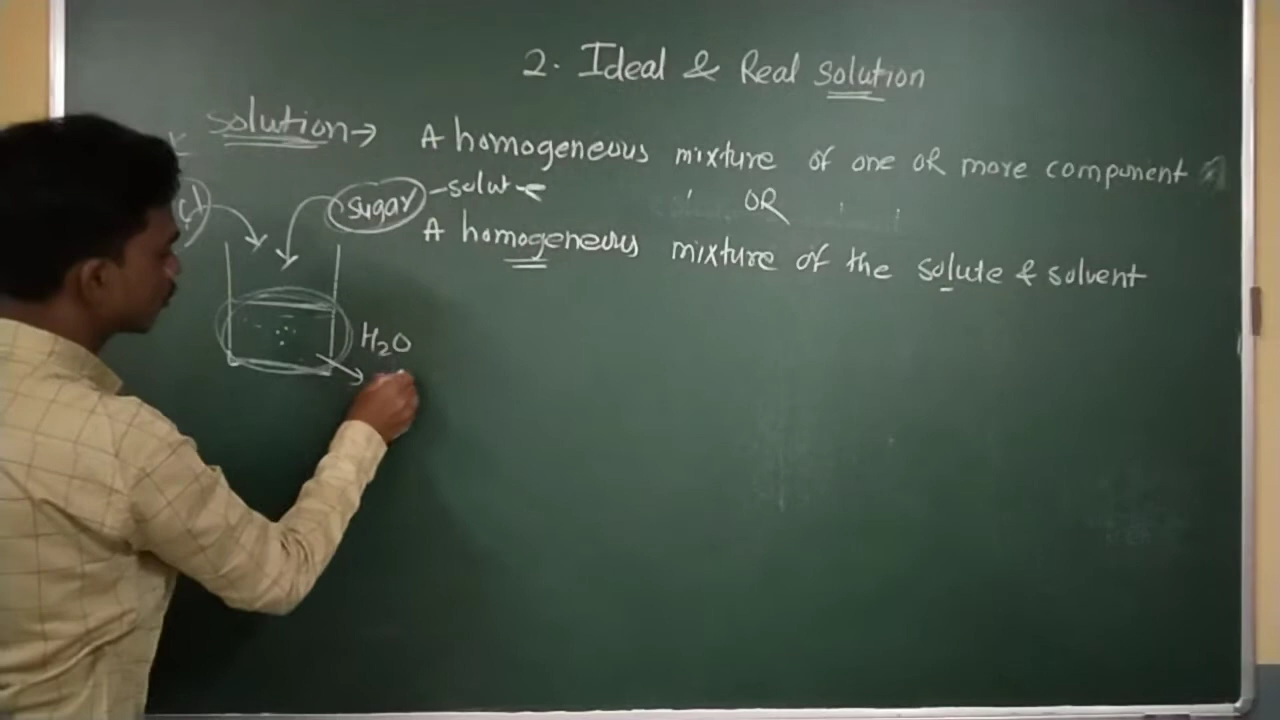 2. Ideal & Real solution
solution → A homogeneous mixture of one OR more component
sugar - solute
OR
A homogeneous mixture of the solute & solvent
H₂O